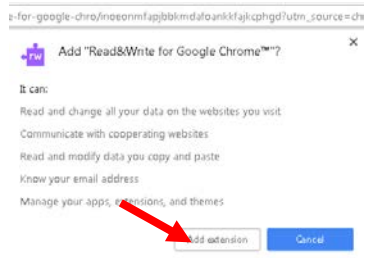 e-for-google-chro/inoeonmfapjbbkmdafoankkfajkcphgd?utm_source=ch
rw
Add "Read&Write for Google Chrome™"?
It can:
Read and change all your data on the websites you visit
Communicate with cooperating websites
Read and modify data you copy and paste
Know your email address
Manage your apps, extensions, and themes
Add extension
Cancel